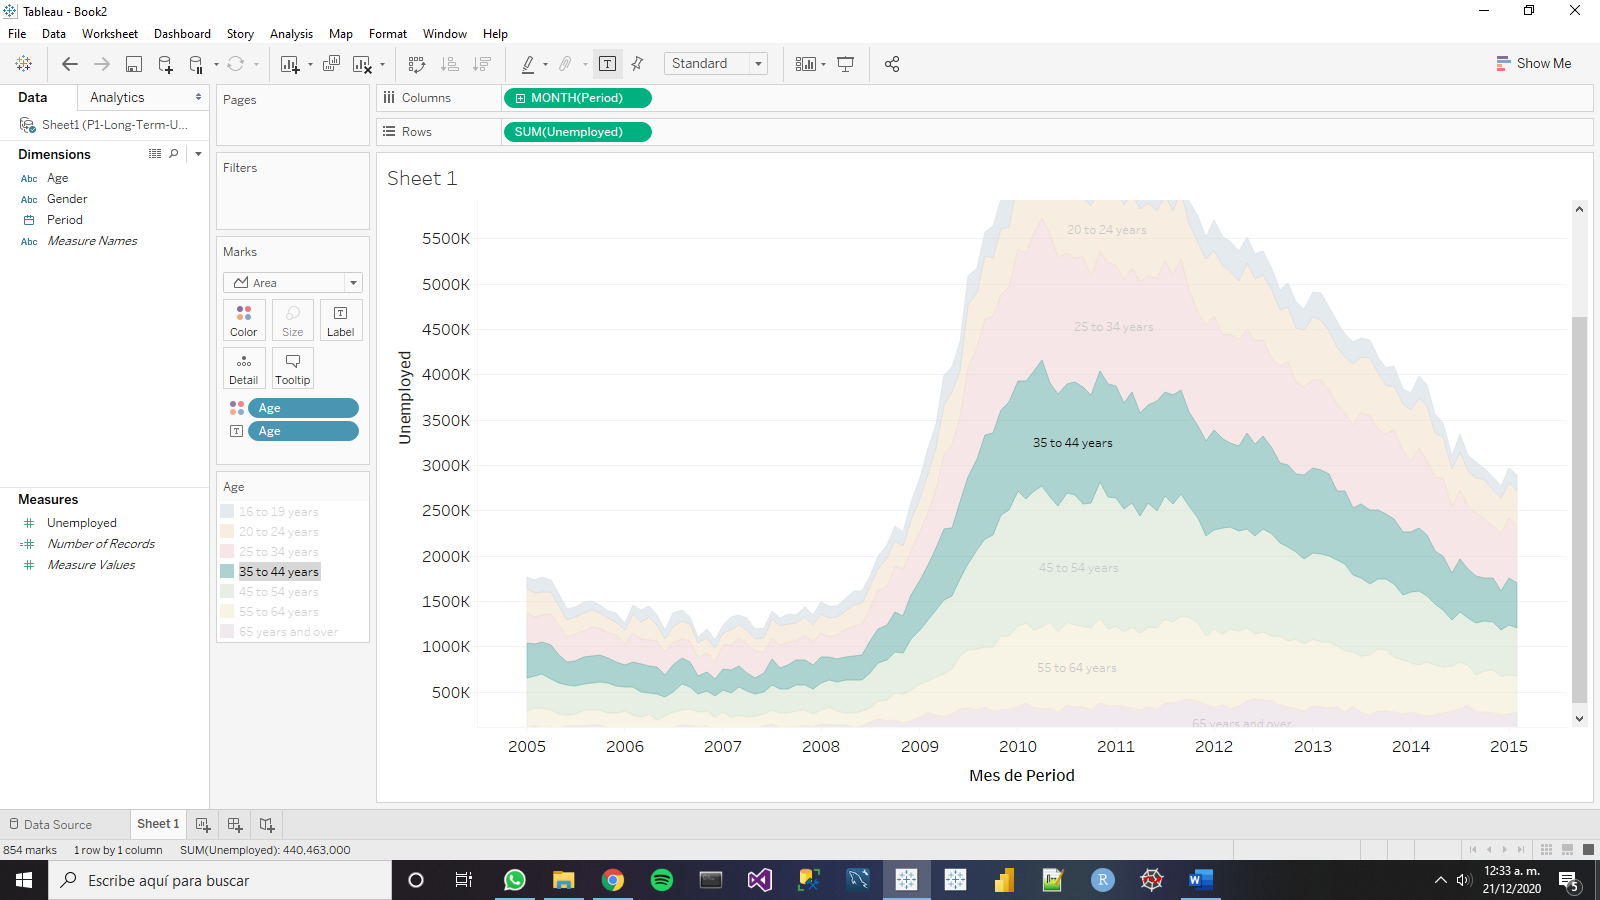 Tableau - Book2
File Data Worksheet Dashboard Story Analysis Map Format Window Help
Standard
Show Me
Data Analytics
Sheet1 (P1-Long-Term-U...
Dimensions
Abc Age
Abc Gender
Period
Abc Measure Names
Measures
Unemployed
Number of Records
Measure Values
Pages
Filters
Marks
Area
Color Size Label
Detail Tooltip
Age
Age
Age
16 to 19 years
20 to 24 years
25 to 34 years
35 to 44 years
45 to 54 years
55 to 64 years
65 years and over
Columns MONTH(Period)
Rows SUM(Unemployed)
Sheet 1
Unemployed
5500K
5000K
4500K
4000K
3500K
3000K
2500K
2000K
1500K
1000K
500K
20 to 24 years
25 to 34 years
35 to 44 years
45 to 54 years
55 to 64 years
65 years and over
2005 2006 2007 2008 2009 2010 2011 2012 2013 2014 2015
Mes de Period
Data Source Sheet 1
854 marks 1 row by 1 column SUM(Unemployed): 440,463,000
Escribe aquí para buscar
12:33 a. m.
21/12/2020
5